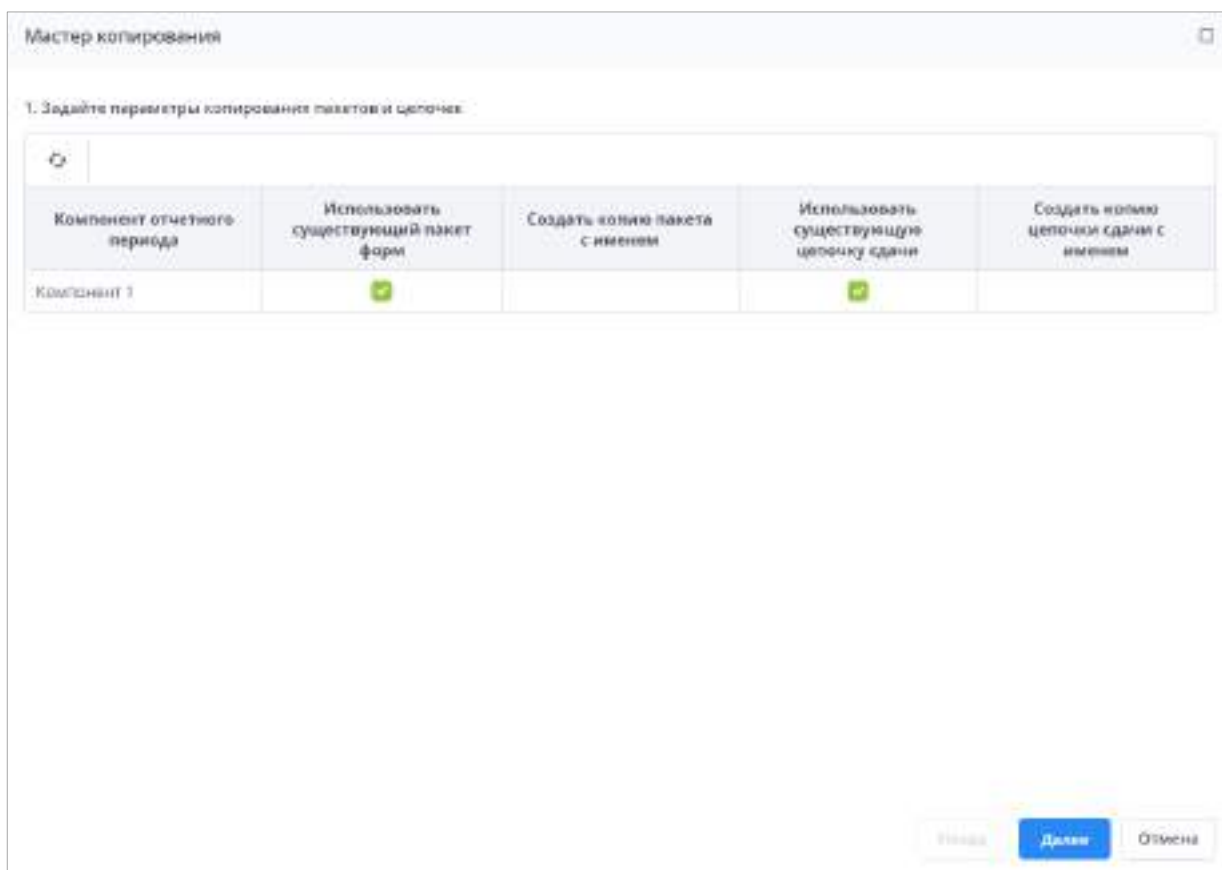 Мастер копирования
1. Задайте параметры копирования пакетов и цепочек
Компонент отчетного
периода
Использовать
существующий пакет
форм
Создать копию пакета
с именем
Использовать
существующую
цепочку сдачи
Создать копию
цепочки сдачи с
именем
Компонент 1
Назад
Далее
Отмена